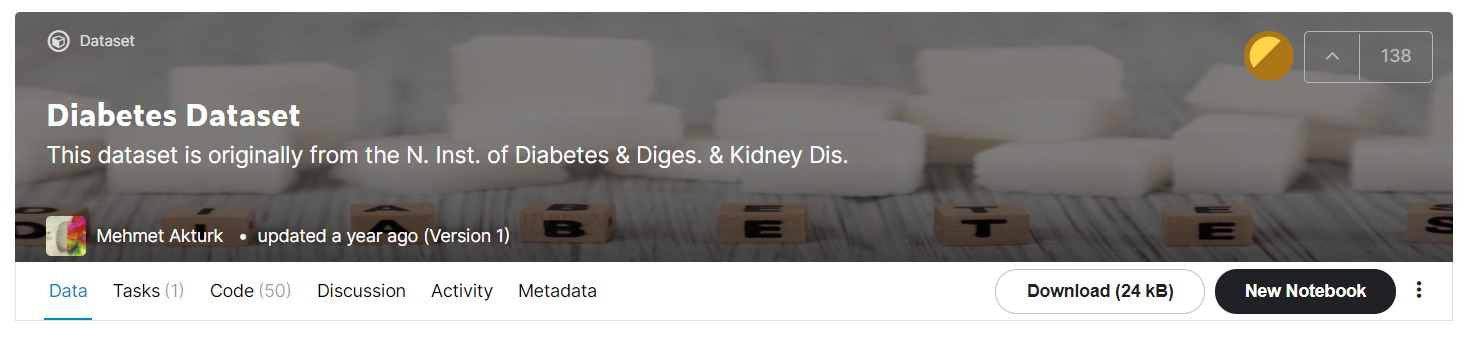 Dataset
138
Diabetes Dataset
This dataset is originally from the N. Inst. of Diabetes & Diges. & Kidney Dis.
D I A B E T E S
Mehmet Akturk • updated a year ago (Version 1)
Data Tasks (1) Code (50) Discussion Activity Metadata Download (24 kB) New Notebook